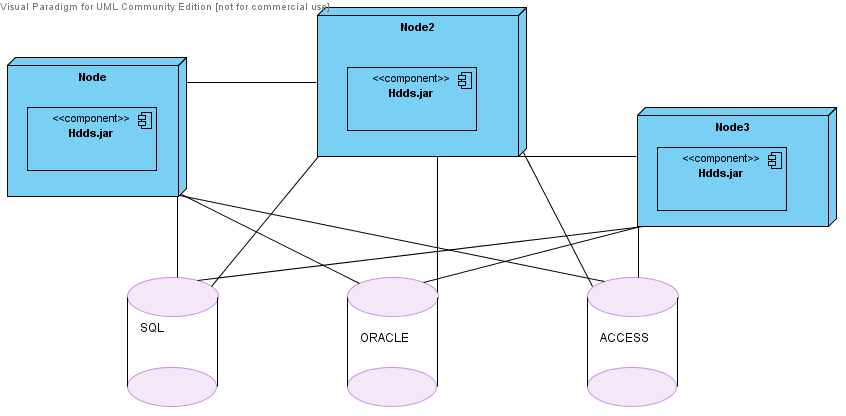 Visual Paradigm for UML Community Edition [not for commercial use]
Node2
<<component>>
Hdds.jar
Node
<<component>>
Hdds.jar
Node3
<<component>>
Hdds.jar
SQL
ORACLE
ACCESS